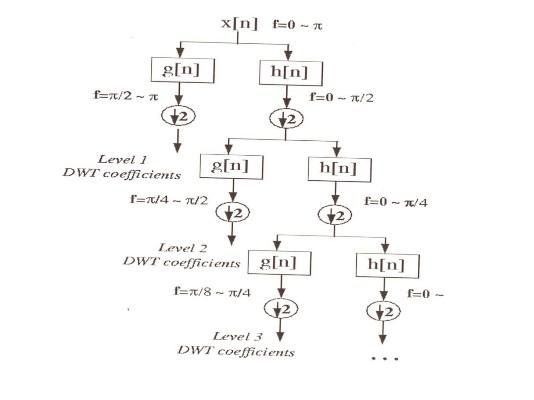 x[n] f=0 ~ π
g[n] h[n]
f=π/2 ~ π f=0 ~ π/2
↓2 ↓2
Level 1
DWT coefficients
g[n] h[n]
f=π/4 ~ π/2 f=0 ~ π/4
↓2 ↓2
Level 2
DWT coefficients
g[n] h[n]
f=π/8 ~ π/4 f=0 ~
↓2 ↓2
Level 3
DWT coefficients
...